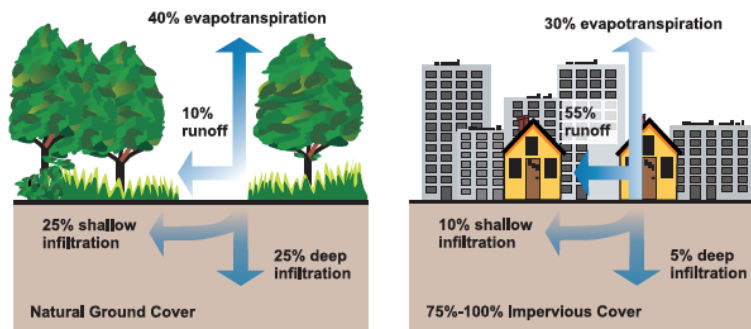 40% evapotranspiration
10%
runoff
25% shallow
infiltration
25% deep
infiltration
Natural Ground Cover
30% evapotranspiration
55%
runoff
10% shallow
infiltration
5% deep
infiltration
75%-100% Impervious Cover